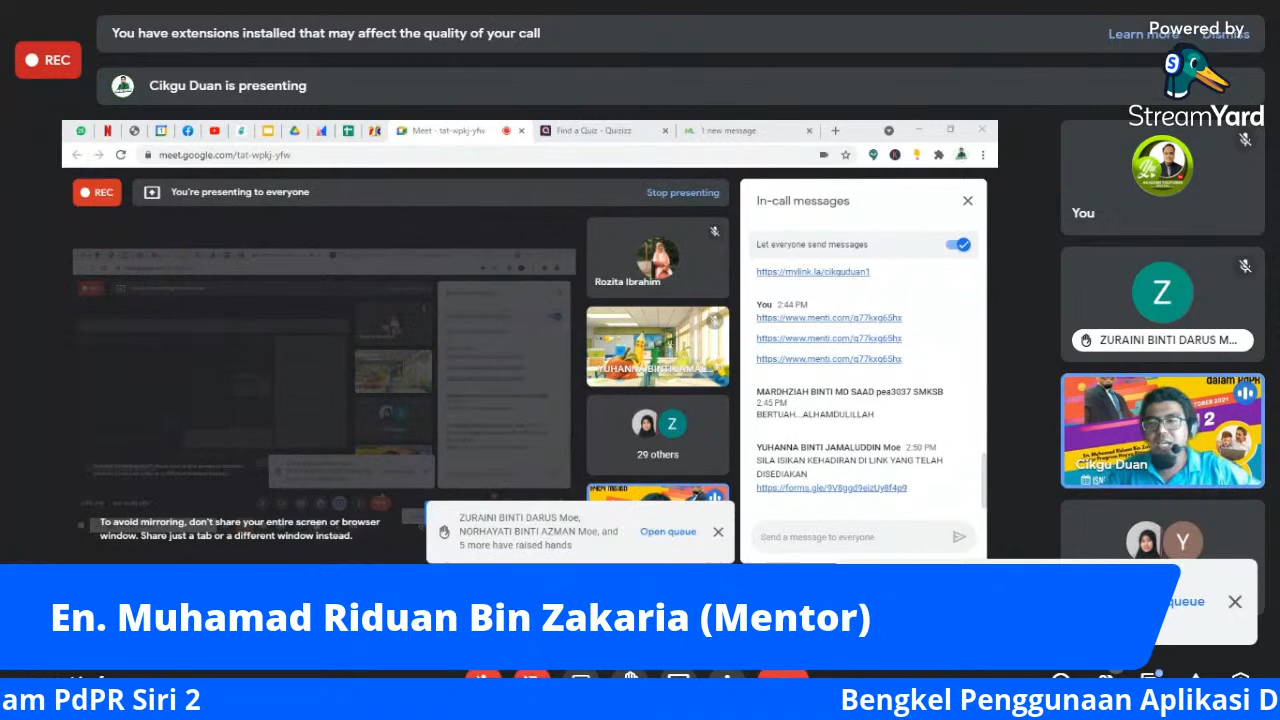 You have extensions installed that may affect the quality of your call
Learn more
Dismiss
Powered by
StreamYard
REC
Cikgu Duan is presenting
Meet - tat-wpkj-yfw
Find a Quiz - Quizizz
1 new message
meet.google.com/tat-wpkj-yfw
REC
You're presenting to everyone
Stop presenting
In-call messages
Let everyone send messages
https://mylink.la/cikguduan1
You 2:44 PM
https://www.menti.com/q77kxg65hx
https://www.menti.com/q77kxg65hx
https://www.menti.com/q77kxg65hx
MARDHZIAH BINTI MD SAAD pea3037 SMKSB
2:45 PM
BERTUAH...ALHAMDULILLAH
YUHANNA BINTI JAMALUDDIN Moe 2:50 PM
SILA ISIKAN KEHADIRAN DI LINK YANG TELAH
DISEDIAKAN
https://forms.gle/9V8ggd9eizUy8f4p9
Send a message to everyone
Rozita Ibrahim
29 others
Z
To avoid mirroring, don't share your entire screen or browser
window. Share just a tab or a different window instead.
ZURAINI BINTI DARUS Moe,
NORHAYATI BINTI AZMAN Moe, and
5 more have raised hands
Open queue
You
Z
ZURAINI BINTI DARUS M...
dalam PdPR
Cikgu Duan
Y
queue
En. Muhamad Riduan Bin Zakaria (Mentor)
am PdPR Siri 2
Bengkel Penggunaan Aplikasi D